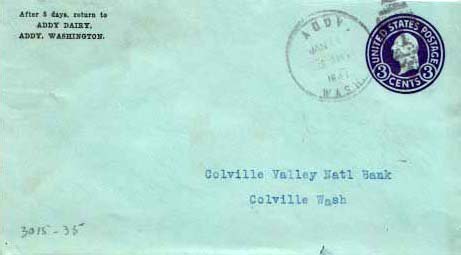 After 5 days, return to
ADDY DAIRY,
ADDY, WASHINGTON.
ADDY.
JAN
WASH.
UNITED STATES POSTAGE
3 CENTS 3
Colville Valley Natl Bank
Colville Wash
3015-35